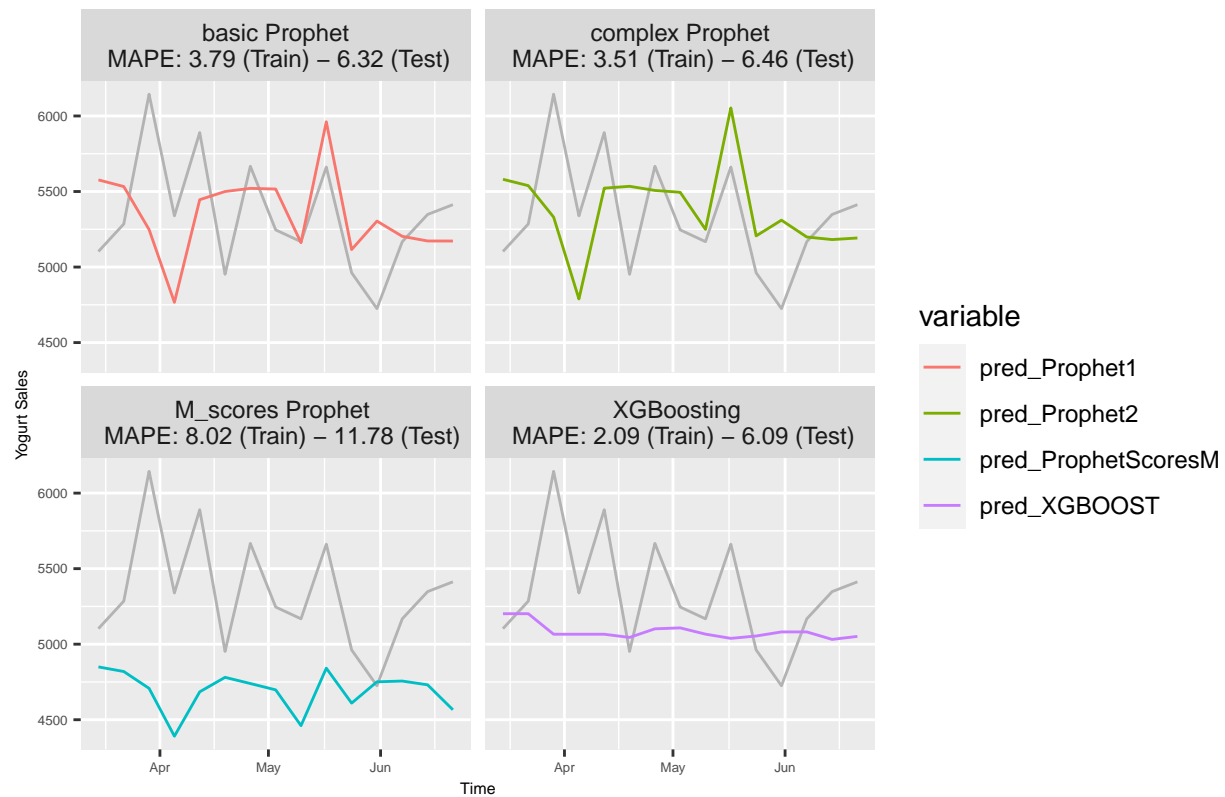 basic Prophet
MAPE: 3.79 (Train) − 6.32 (Test)
complex Prophet
MAPE: 3.51 (Train) − 6.46 (Test)
6000
5500
5000
4500
M_scores Prophet
MAPE: 8.02 (Train) − 11.78 (Test)
XGBoosting
MAPE: 2.09 (Train) − 6.09 (Test)
6000
5500
5000
4500
Apr
May
Jun
Apr
May
Jun
Time
Yogurt Sales
variable
pred_Prophet1
pred_Prophet2
pred_ProphetScoresM
pred_XGBOOST